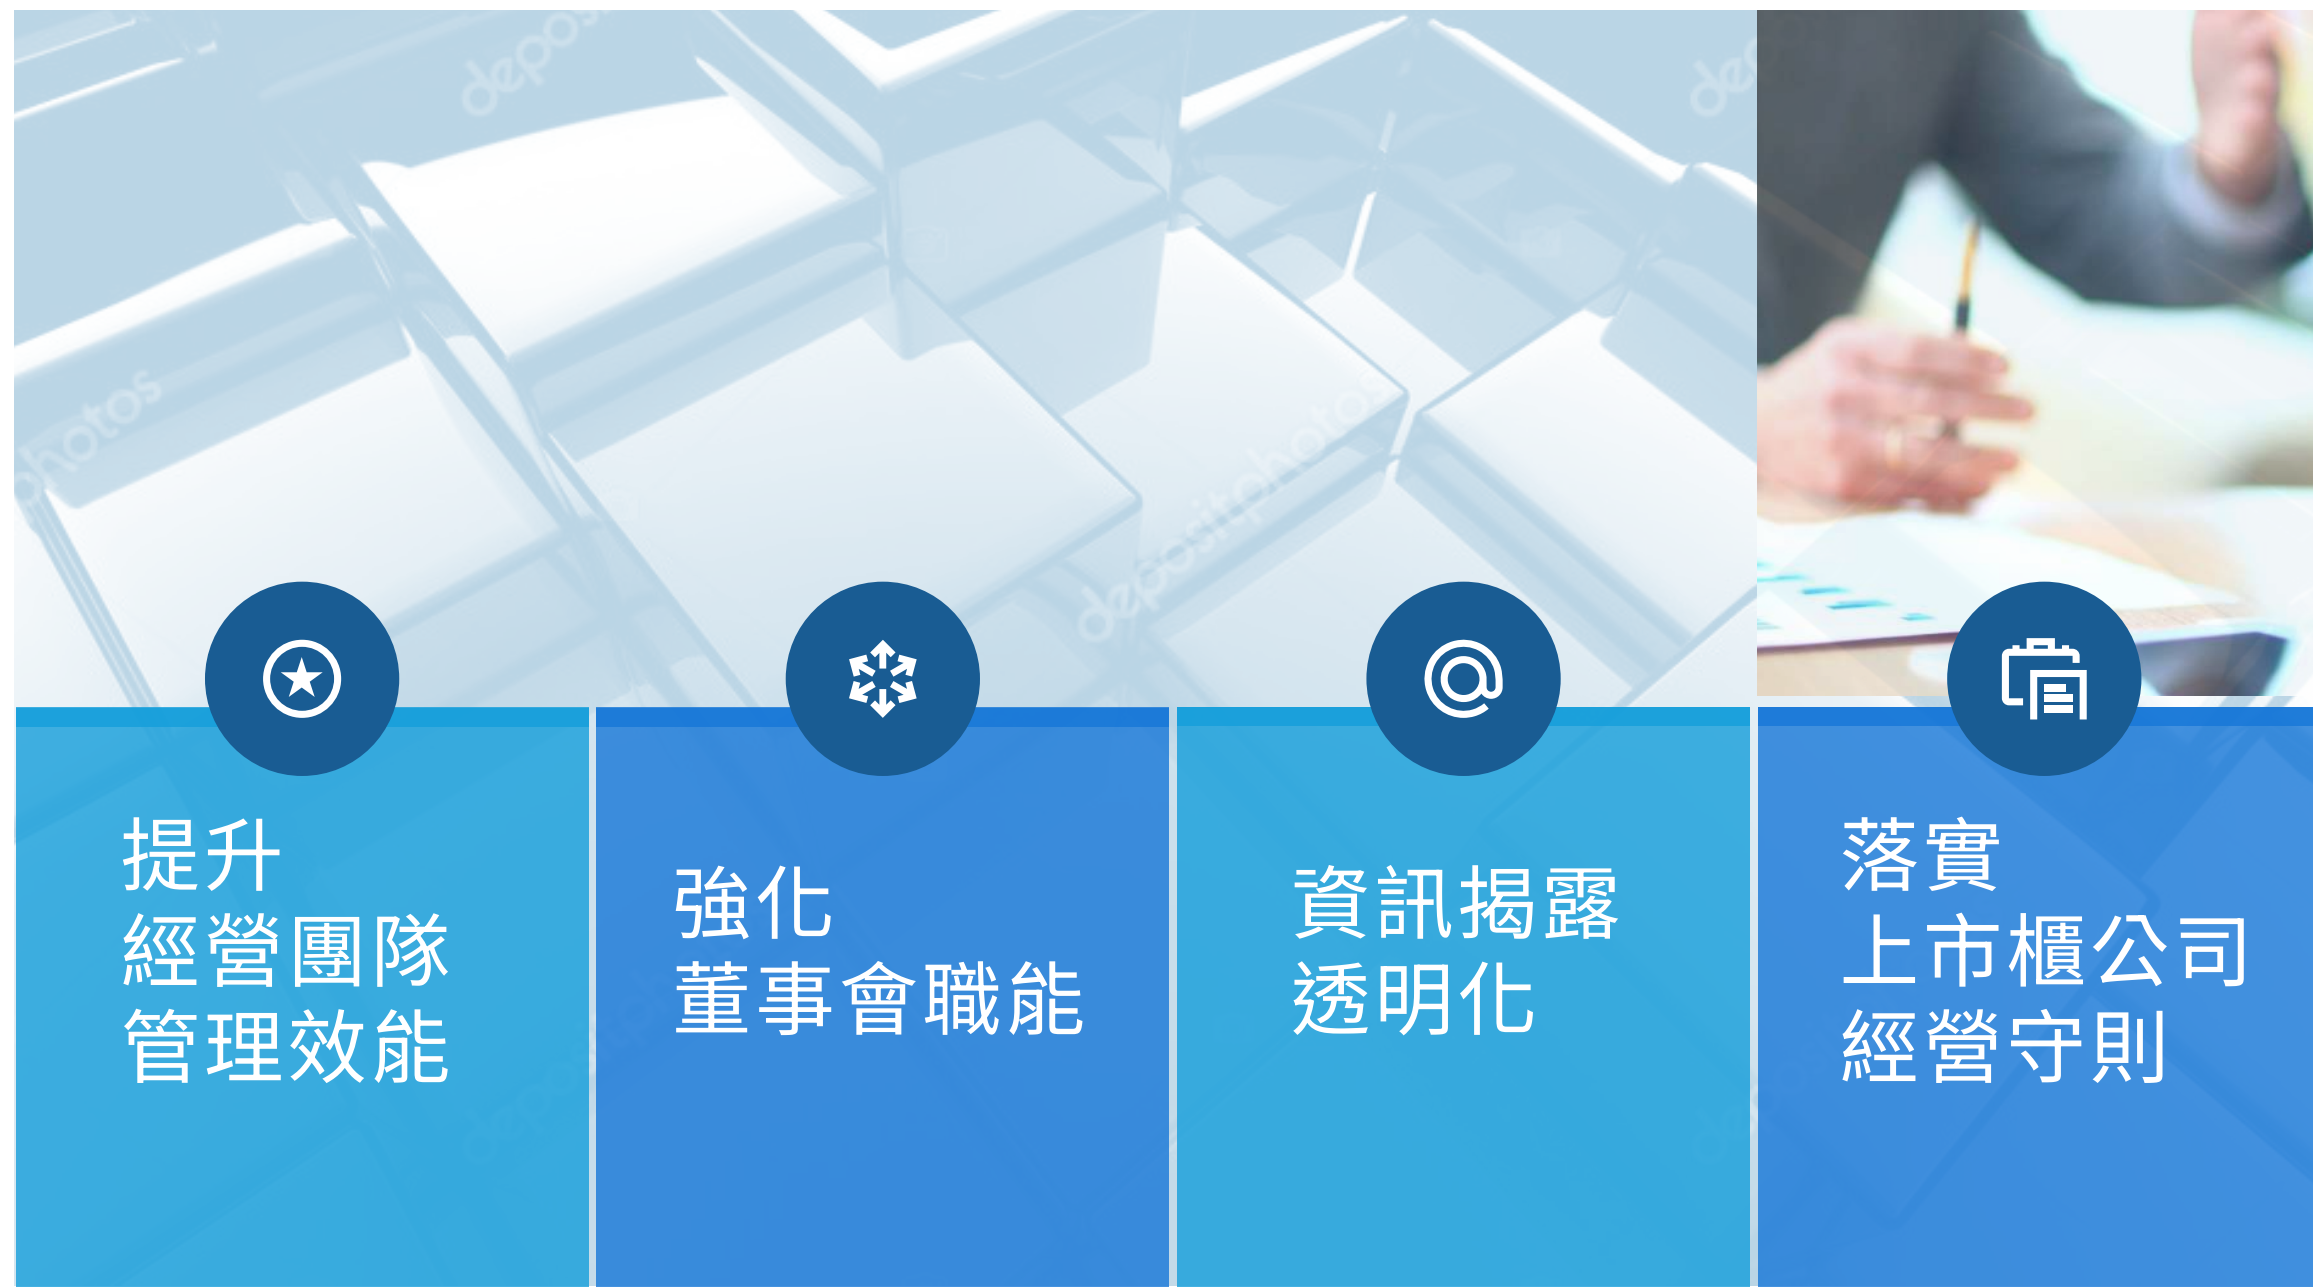 depositphotos
提升
經營團隊
管理效能
強化
董事會職能
資訊揭露
透明化
落實
上市櫃公司
經營守則